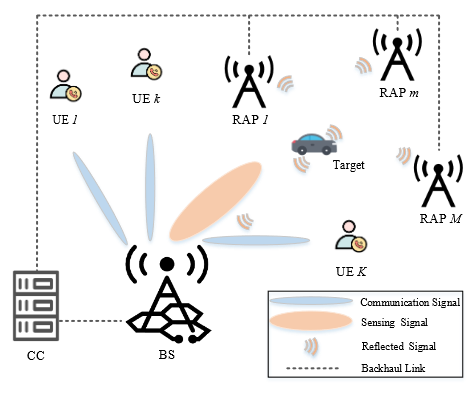 UE 1
UE k
RAP 1
RAP m
Target
RAP M
UE K
CC
BS
Communication Signal
Sensing Signal
Reflected Signal
Backhaul Link